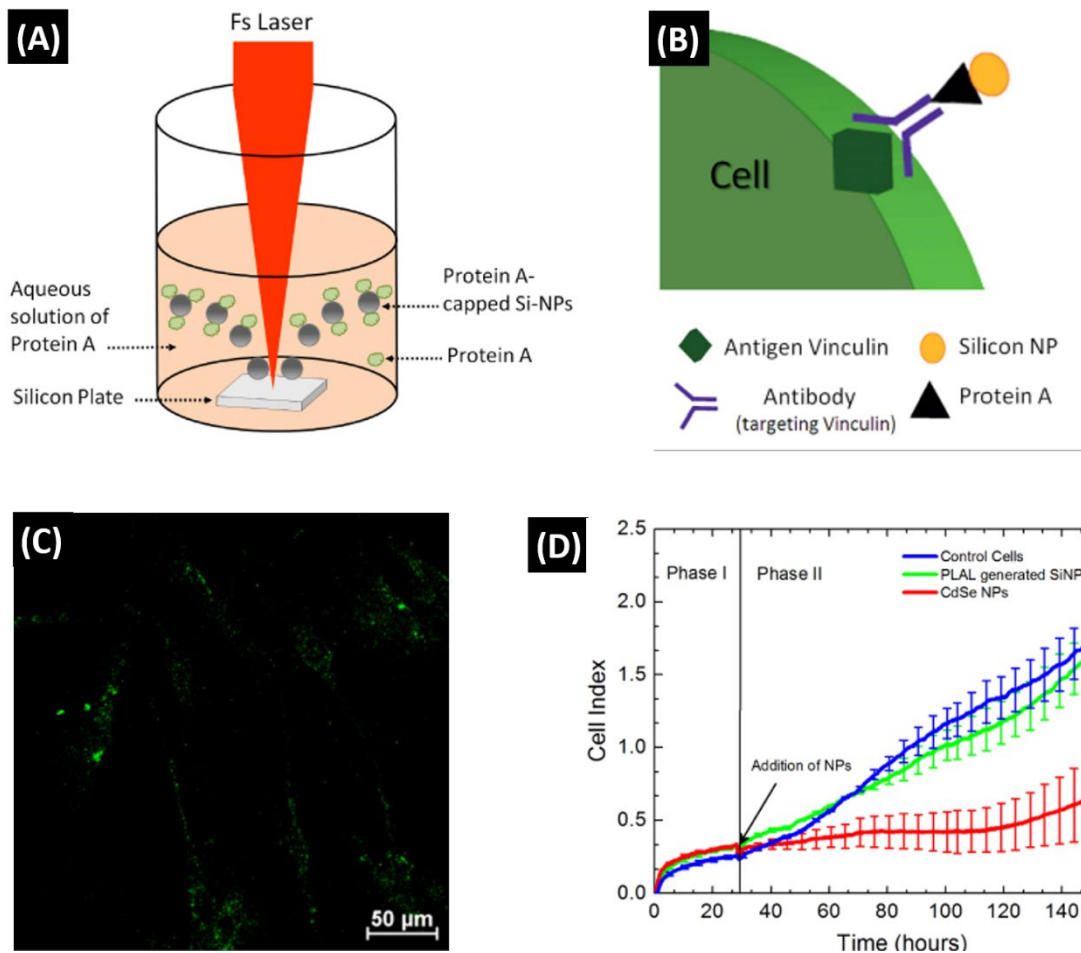 (A)
Fs Laser
Aqueous
solution of
Protein A
Silicon Plate
Protein A-
capped Si-NPs
Protein A
(B)
Cell
Antigen Vinculin
Silicon NP
Antibody
(targeting Vinculin)
Protein A
(C)
50 µm
(D)
2.5
2.0
1.5
1.0
0.5
0.0
Cell Index
Phase I
Phase II
Control Cells
PLAL generated SiNP
CdSe NPs
Addition of NPs
0
20
40
60
80
100
120
140
Time (hours)